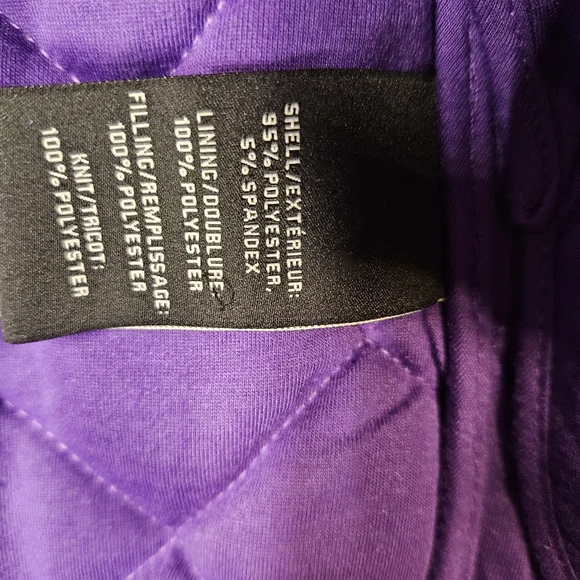 SHELL/EXTÉRIEUR:
95% POLYESTER,
5% SPANDEX
LINING/DOUBLURE:
100% POLYESTER
FILLING/REMPLISSAGE:
100% POLYESTER
KNIT/TRICOT:
100% POLYESTER